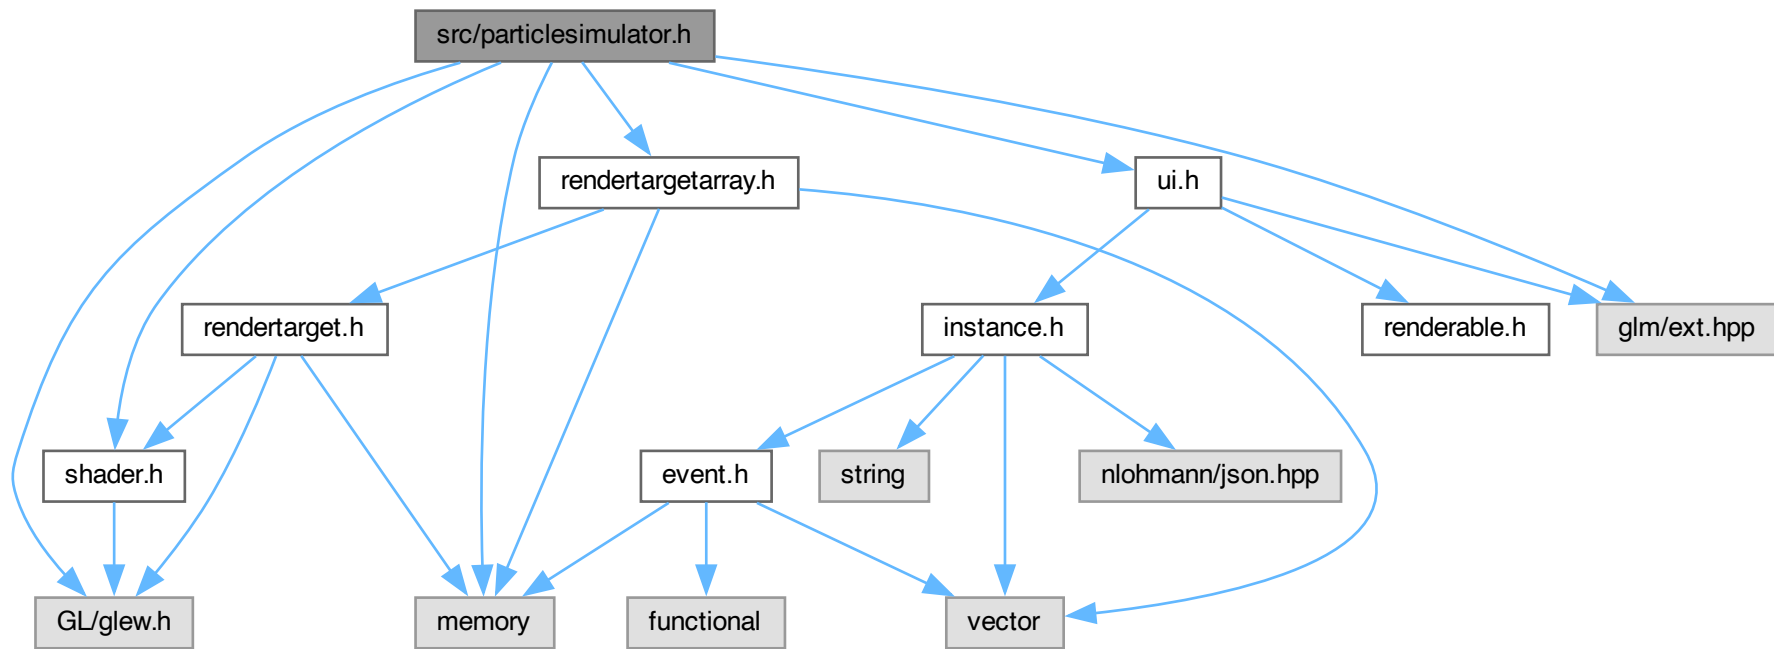 src/particlesimulator.h
rendertargetarray.h
ui.h
rendertarget.h
instance.h
renderable.h
glm/ext.hpp
shader.h
event.h
string
nlohmann/json.hpp
GL/glew.h
memory
functional
vector